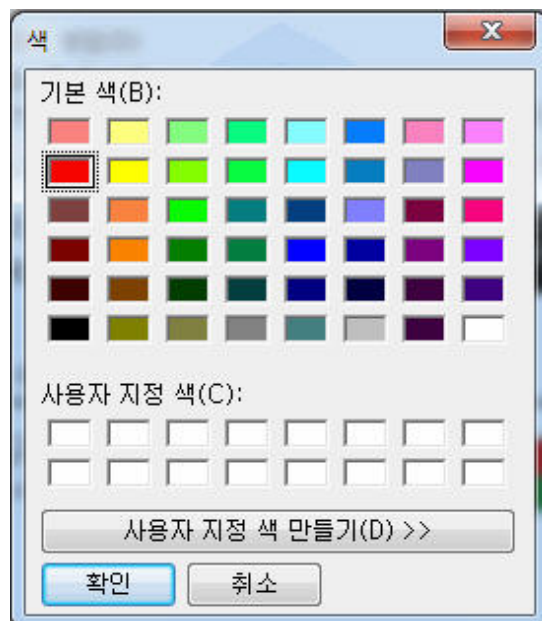 색
기본 색(B):
사용자 지정 색(C):
사용자 지정 색 만들기(D) >>
확인 취소